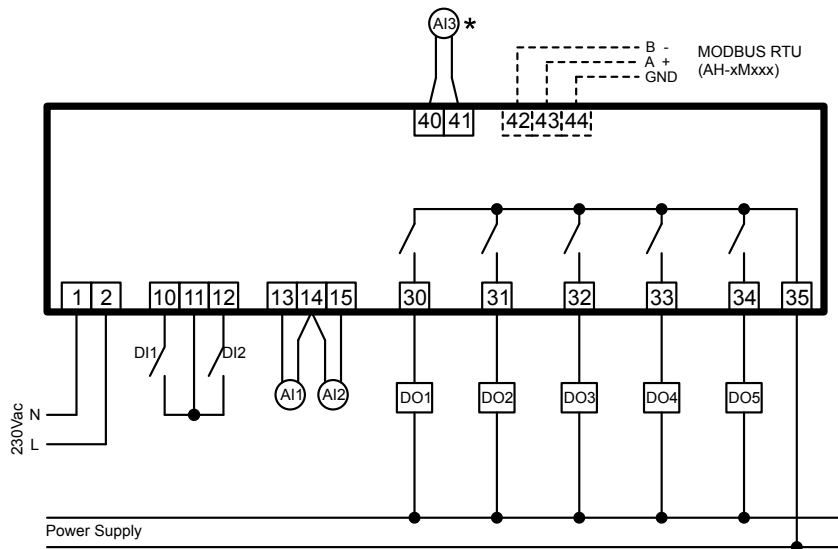 AI3 *
B -
A +
GND
MODBUS RTU
(AH-xMxxx)
40 41 42 43 44
1 2 10 11 12 13 14 15 30 31 32 33 34 35
DI1 DI2
AI1 AI2 DO1 DO2 DO3 DO4 DO5
230Vac
N
L
Power Supply